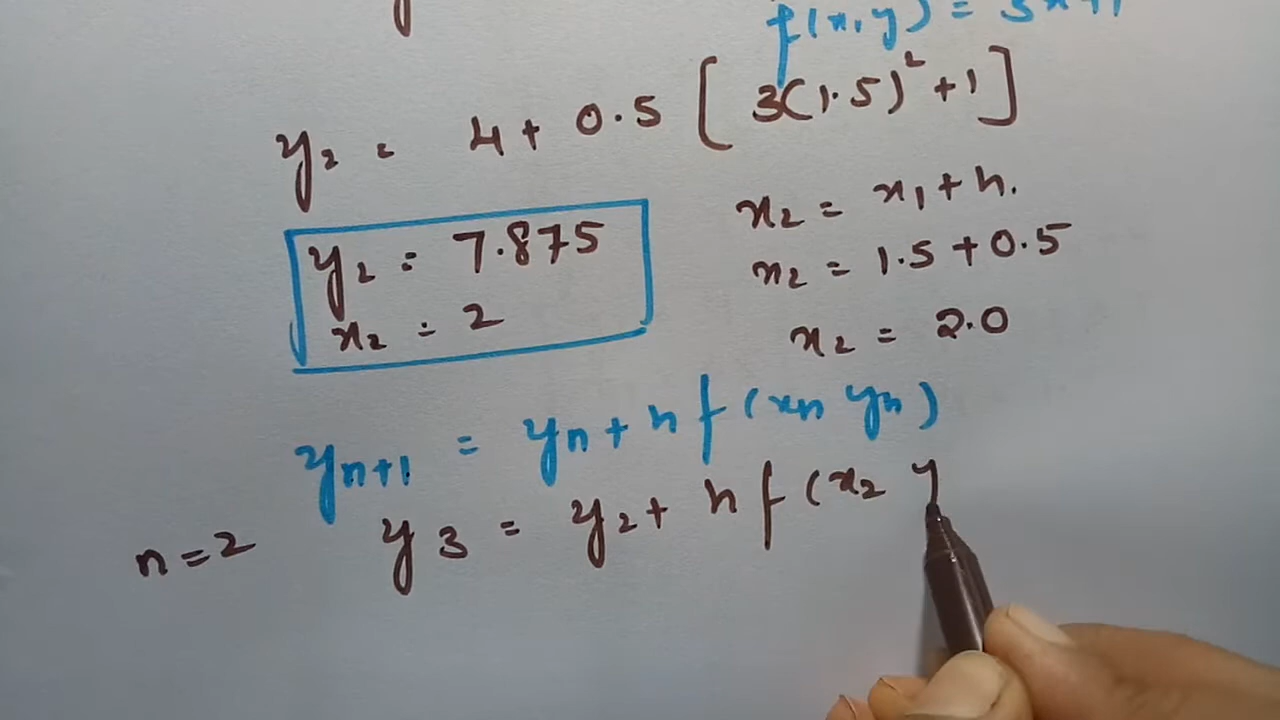 f(x,y) = 3x²+1
y₂ = 4 + 0.5 [ 3(1.5)² + 1 ]
x₂ = x₁ + h.
y₂ = 7.875
x₂ = 1.5 + 0.5
x₂ = 2
x₂ = 2.0
yₙ₊₁ = yₙ + h f (xₙ yₙ)
n = 2 y₃ = y₂ + h f (x₂ y